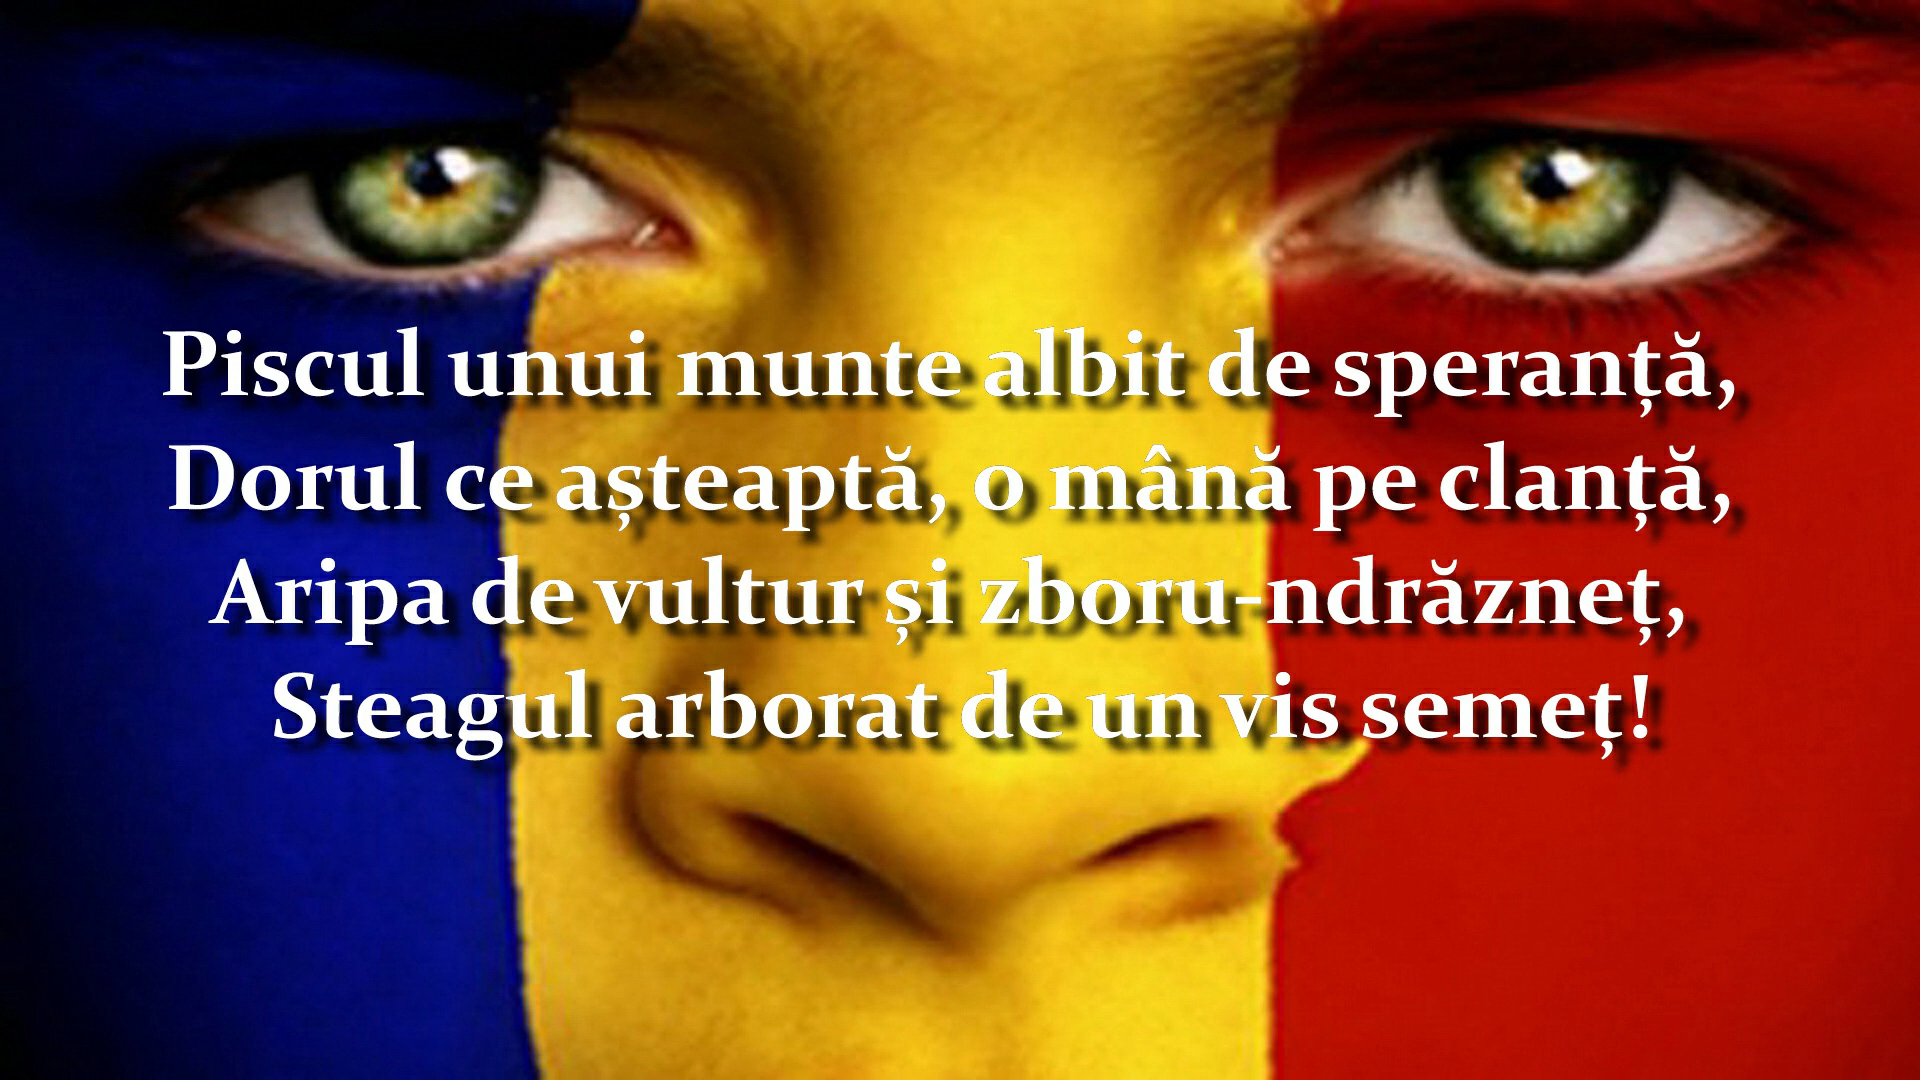 Piscul unui munte albit de speranță,
Dorul ce așteaptă, o mână pe clanță,
Aripa de vultur și zboru-ndrăzneț,
Steagul arborat de un vis semeț!